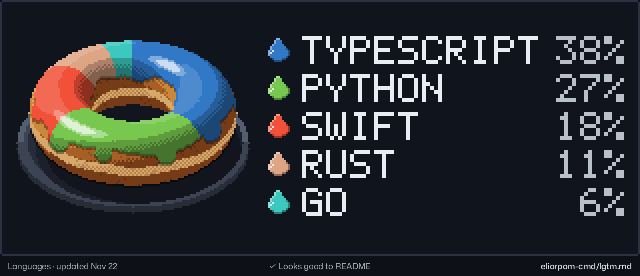 TYPESCRIPT 38%
PYTHON 27%
SWIFT 18%
RUST 11%
GO 6%
Languages · updated Nov 22
✓ Looks good to README
eliorpom-cmd/lgtm.md